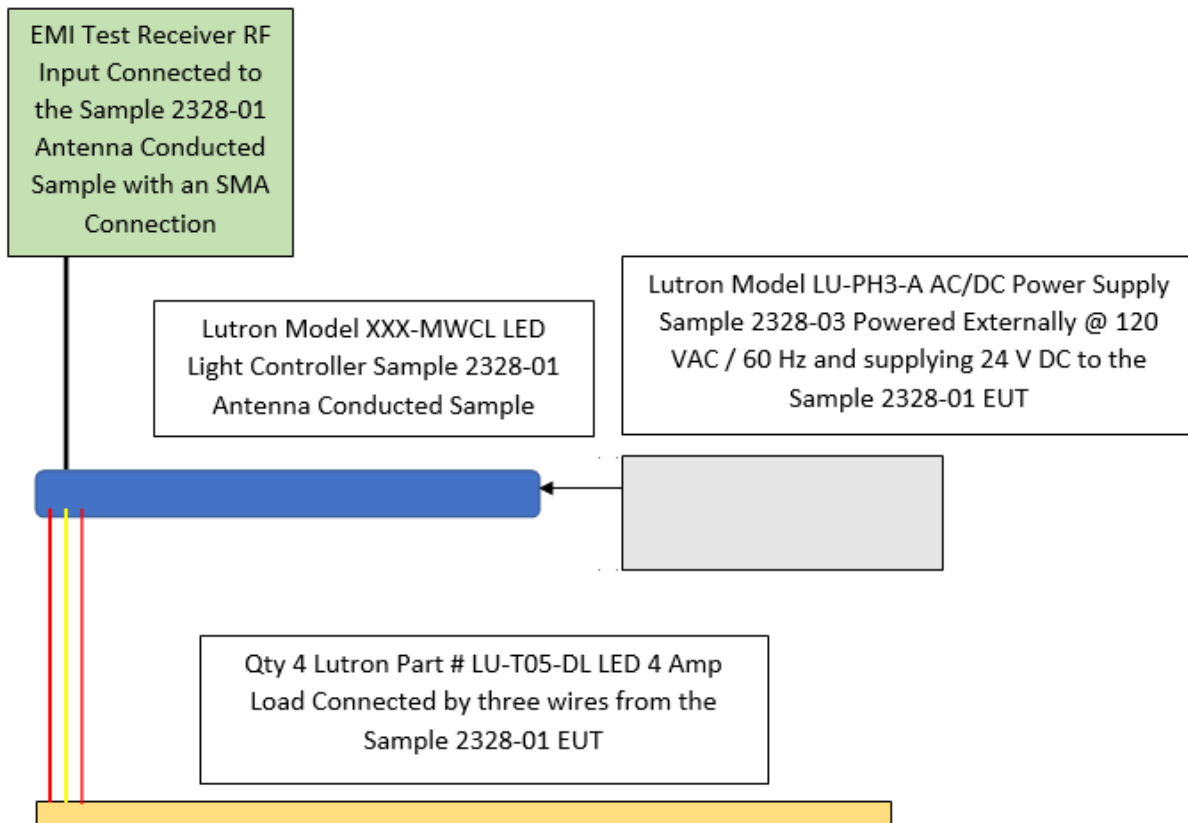 EMI Test Receiver RF
Input Connected to
the Sample 2328-01
Antenna Conducted
Sample with an SMA
Connection
Lutron Model XXX-MWCL LED
Light Controller Sample 2328-01
Antenna Conducted Sample
Lutron Model LU-PH3-A AC/DC Power Supply
Sample 2328-03 Powered Externally @ 120
VAC / 60 Hz and supplying 24 V DC to the
Sample 2328-01 EUT
Qty 4 Lutron Part # LU-T05-DL LED 4 Amp
Load Connected by three wires from the
Sample 2328-01 EUT